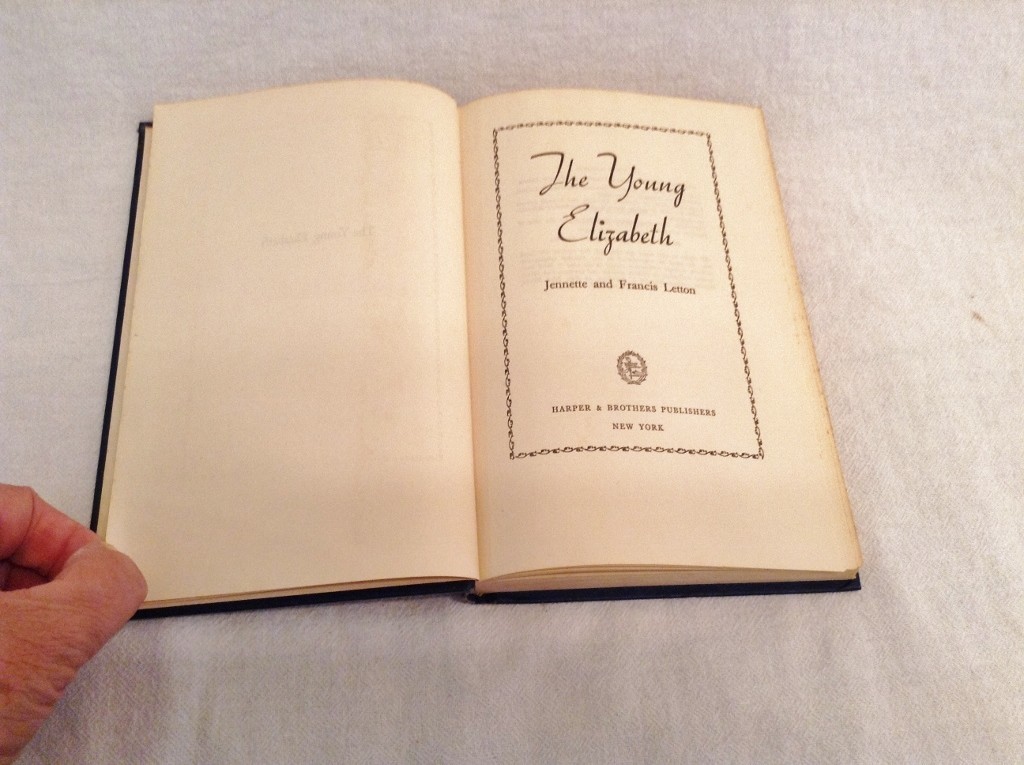 The Young
Elizabeth
Jennette and Francis Letton
HARPER & BROTHERS PUBLISHERS
NEW YORK